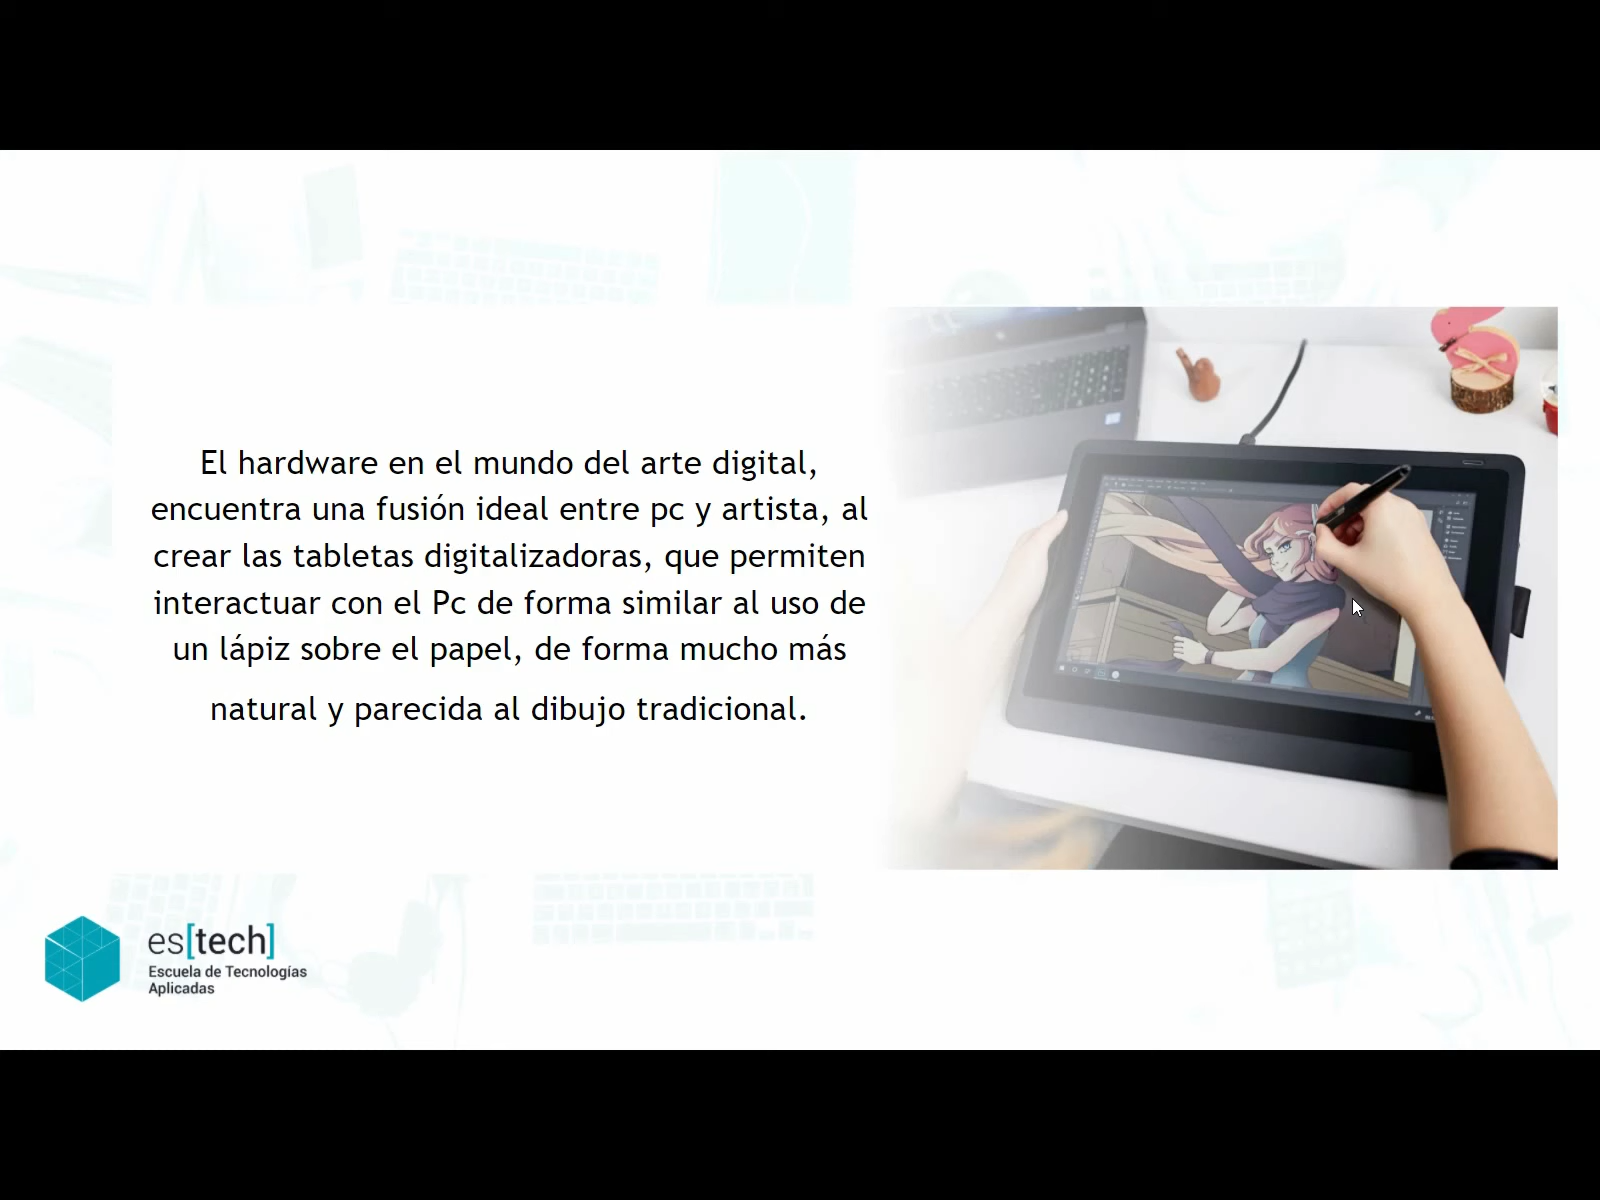 El hardware en el mundo del arte digital,
encuentra una fusión ideal entre pc y artista, al
crear las tabletas digitalizadoras, que permiten
interactuar con el Pc de forma similar al uso de
un lápiz sobre el papel, de forma mucho más
natural y parecida al dibujo tradicional.
es[tech]
Escuela de Tecnologías
Aplicadas